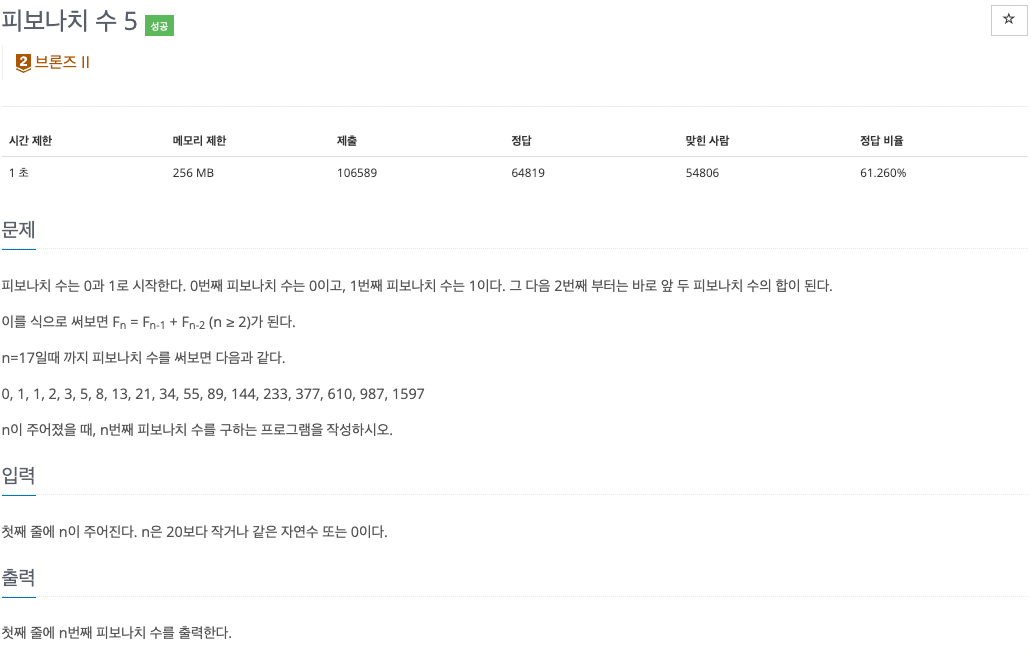 피보나치 수 5 성공
☆
2 브론즈 II
시간 제한 메모리 제한 제출 정답 맞힌 사람 정답 비율
1 초 256 MB 106589 64819 54806 61.260%
문제
피보나치 수는 0과 1로 시작한다. 0번째 피보나치 수는 0이고, 1번째 피보나치 수는 1이다. 그 다음 2번째 부터는 바로 앞 두 피보나치 수의 합이 된다.
이를 식으로 써보면 Fn = Fn-1 + Fn-2 (n ≥ 2)가 된다.
n=17일때 까지 피보나치 수를 써보면 다음과 같다.
0, 1, 1, 2, 3, 5, 8, 13, 21, 34, 55, 89, 144, 233, 377, 610, 987, 1597
n이 주어졌을 때, n번째 피보나치 수를 구하는 프로그램을 작성하시오.
입력
첫째 줄에 n이 주어진다. n은 20보다 작거나 같은 자연수 또는 0이다.
출력
첫째 줄에 n번째 피보나치 수를 출력한다.